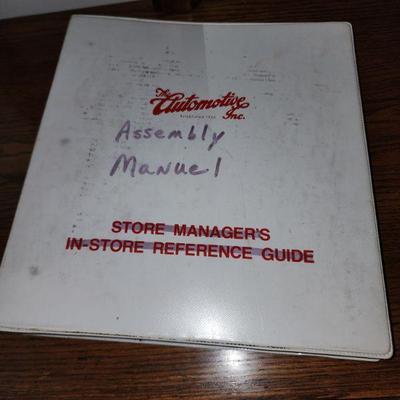 The
Automotive
Inc.
Assembly
Manuel
STORE MANAGER'S
IN-STORE REFERENCE GUIDE